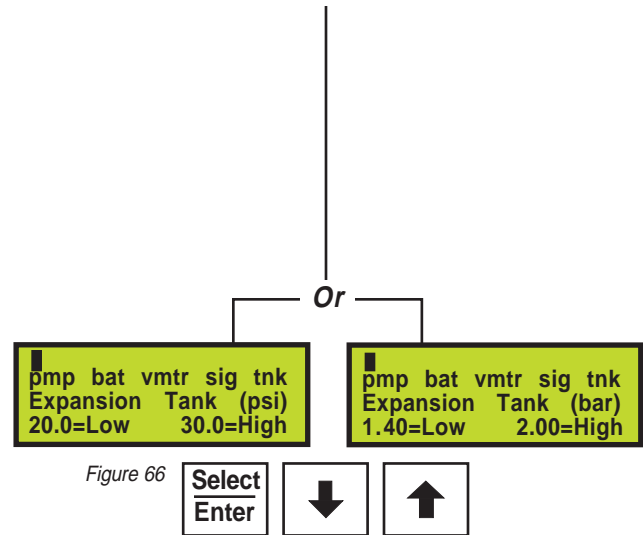 Or
pmp bat vmtr sig tnk
Expansion Tank (psi)
20.0=Low 30.0=High
pmp bat vmtr sig tnk
Expansion Tank (bar)
1.40=Low 2.00=High
Figure 66
Select
Enter